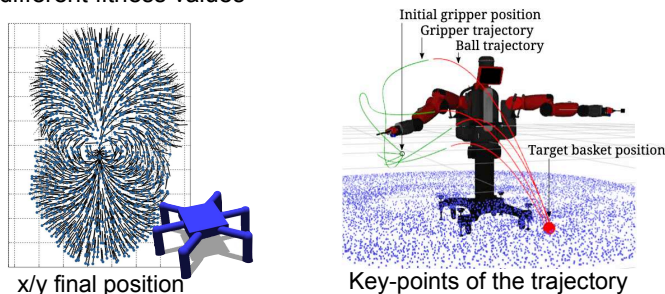 different fitness values
Initial gripper position
Gripper trajectory
Ball trajectory
Target basket position
x/y final position
Key-points of the trajectory